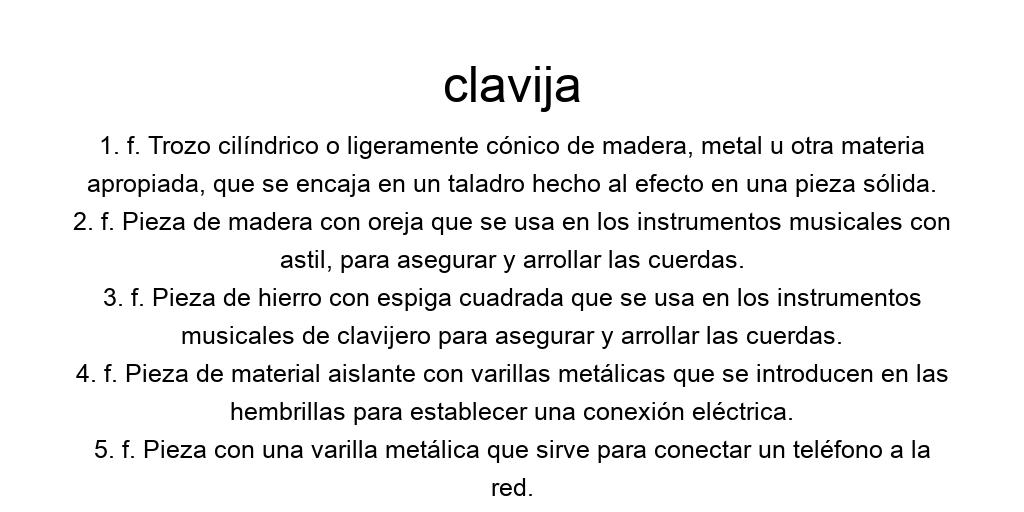 clavija
1. f. Trozo cilíndrico o ligeramente cónico de madera, metal u otra materia
apropiada, que se encaja en un taladro hecho al efecto en una pieza sólida.
2. f. Pieza de madera con oreja que se usa en los instrumentos musicales con
astil, para asegurar y arrollar las cuerdas.
3. f. Pieza de hierro con espiga cuadrada que se usa en los instrumentos
musicales de clavijero para asegurar y arrollar las cuerdas.
4. f. Pieza de material aislante con varillas metálicas que se introducen en las
hembrillas para establecer una conexión eléctrica.
5. f. Pieza con una varilla metálica que sirve para conectar un teléfono a la
red.